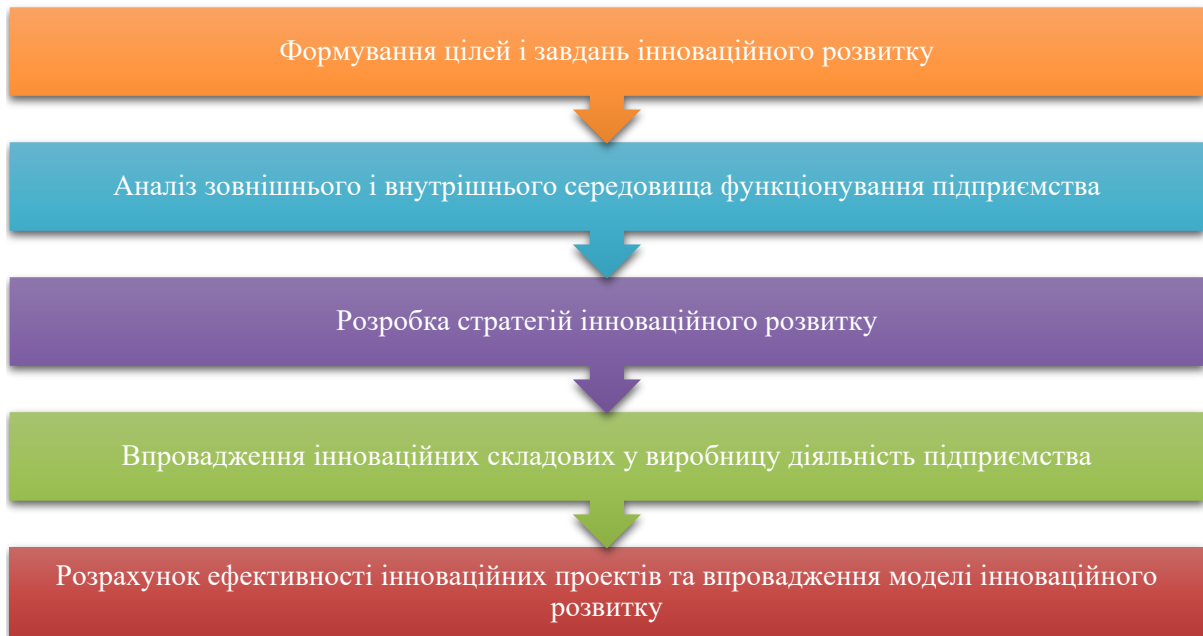 Формування цілей і завдань інноваційного розвитку
Аналіз зовнішнього і внутрішнього середовища функціонування підприємства
Розробка стратегій інноваційного розвитку
Впровадження інноваційних складових у виробницу діяльність підприємства
Розрахунок ефективності інноваційних проектів та впровадження моделі інноваційного
розвитку